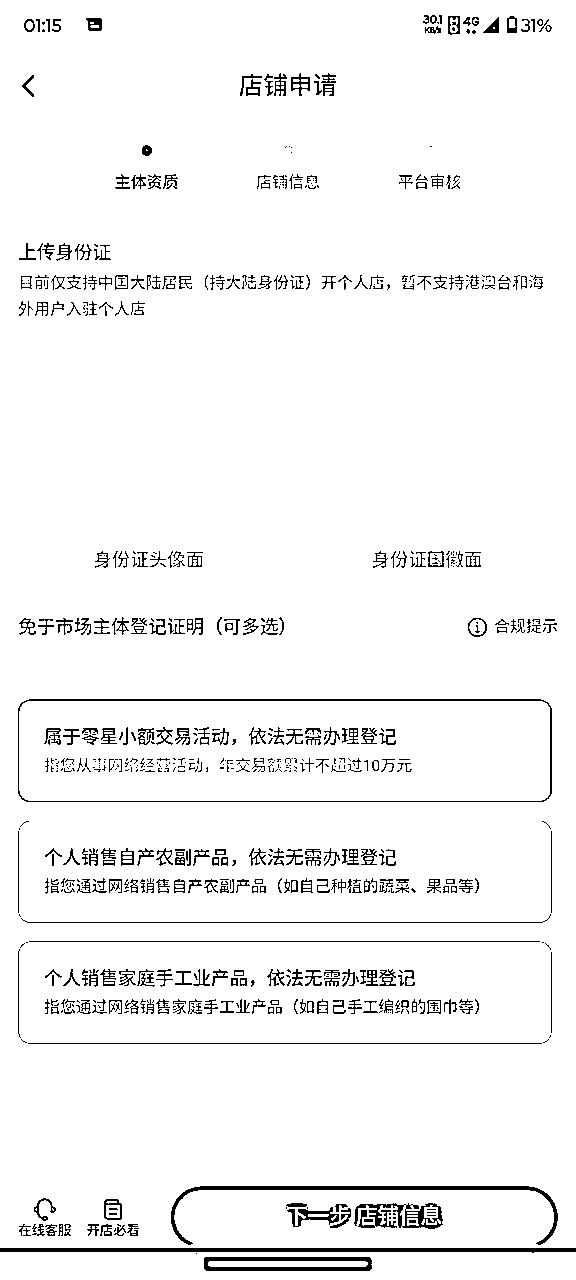 01:15
30.1 KB/s 4G 31%
店铺申请
主体资质 店铺信息 平台审核
上传身份证
目前仅支持中国大陆居民（持大陆身份证）开个人店，暂不支持港澳台和海
外用户入驻个人店
身份证头像面 身份证国徽面
免于市场主体登记证明（可多选） 合规提示
属于零星小额交易活动，依法无需办理登记
指您从事网络经营活动，年交易额累计不超过10万元
个人销售自产农副产品，依法无需办理登记
指您通过网络销售自产农副产品（如自己种植的蔬菜、果品等）
个人销售家庭手工业产品，依法无需办理登记
指您通过网络销售家庭手工业产品（如自己手工编织的围巾等）
在线客服 开店必看 下一步 店铺信息